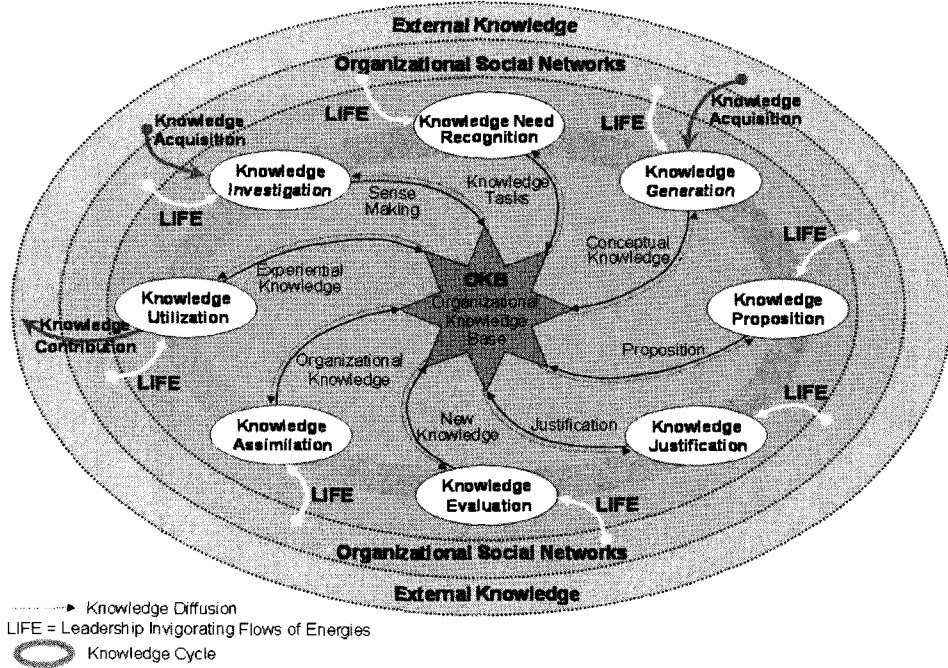 External Knowledge
Organizational Social Networks
LIFE
Knowledge Need
Recognition
LIFE
Knowledge
Acquisition
Knowledge
Acquisition
Knowledge
Investigation
LIFE
Sense
Making
Knowledge
Tasks
Knowledge
Generation
LIFE
Conceptual
Knowledge
Experiential
Knowledge
OKB
Organizational
Knowledge
Base
Knowledge
Utilization
Knowledge
Contribution
LIFE
Knowledge
Proposition
Proposition
Organizational
Knowledge
LIFE
Knowledge
Assimilation
New
Knowledge
Justification
Knowledge
Justification
LIFE
Knowledge
Evaluation
LIFE
Organizational Social Networks
External Knowledge
Knowledge Diffusion
LIFE = Leadership Invigorating Flows of Energies
Knowledge Cycle